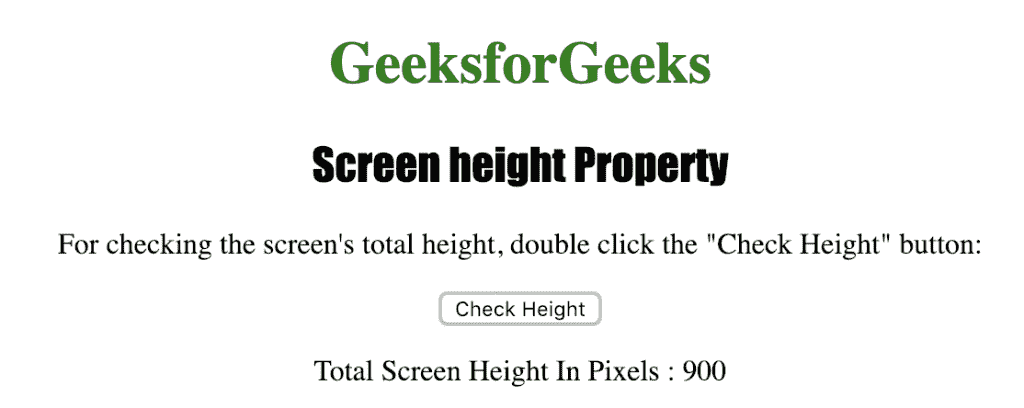 GeeksforGeeks
Screen height Property
For checking the screen's total height, double click the "Check Height" button:
Check Height
Total Screen Height In Pixels : 900